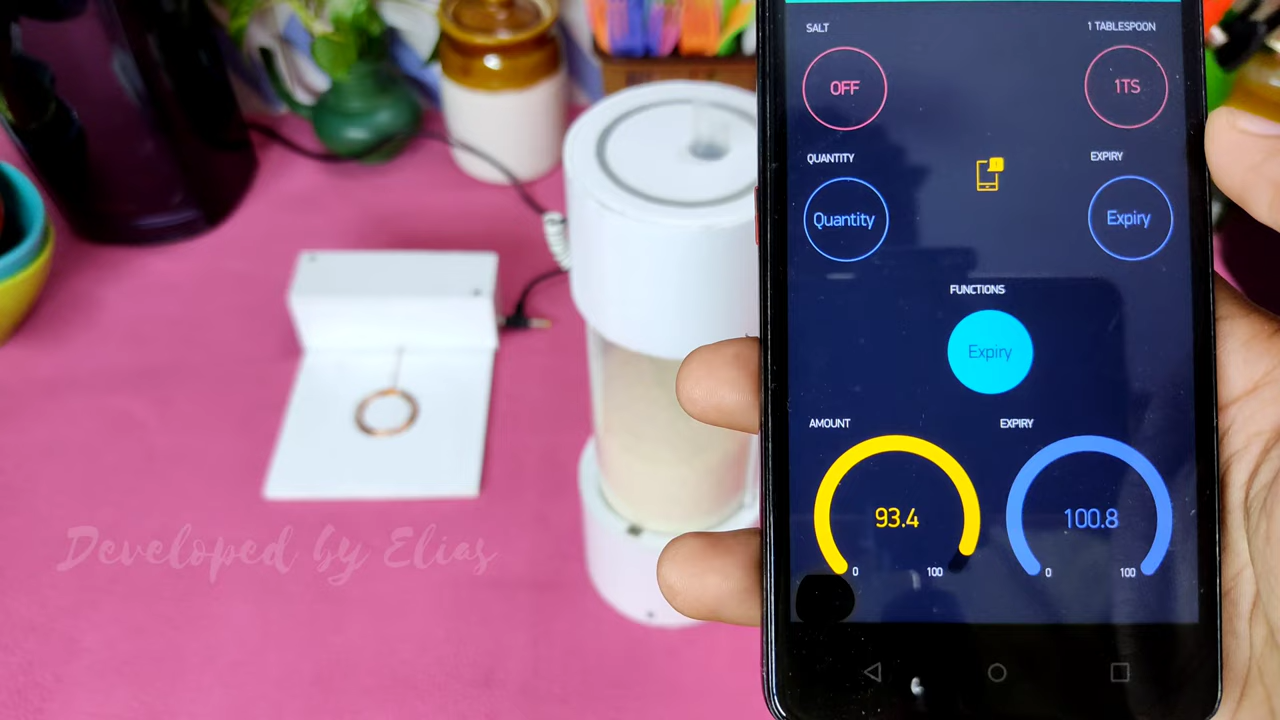 SALT 1 TABLESPOON
OFF 1TS
QUANTITY EXPIRY
Quantity Expiry
FUNCTIONS
Expiry
AMOUNT EXPIRY
93.4 100.8
0 100 0 100
Developed by Elias